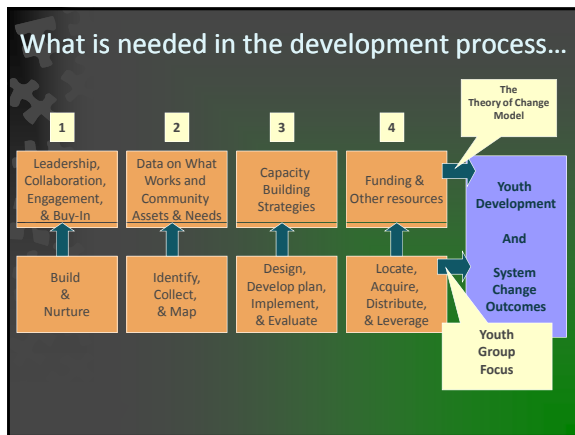 What is needed in the development process…
The
Theory of Change
Model
1
2
3
4
Leadership,
Collaboration,
Engagement,
& Buy-In
Data on What
Works and
Community
Assets & Needs
Capacity
Building
Strategies
Funding &
Other resources
Youth
Development
And
System
Change
Outcomes
Build
&
Nurture
Identify,
Collect,
& Map
Design,
Develop plan,
Implement,
& Evaluate
Locate,
Acquire,
Distribute,
& Leverage
Youth
Group
Focus